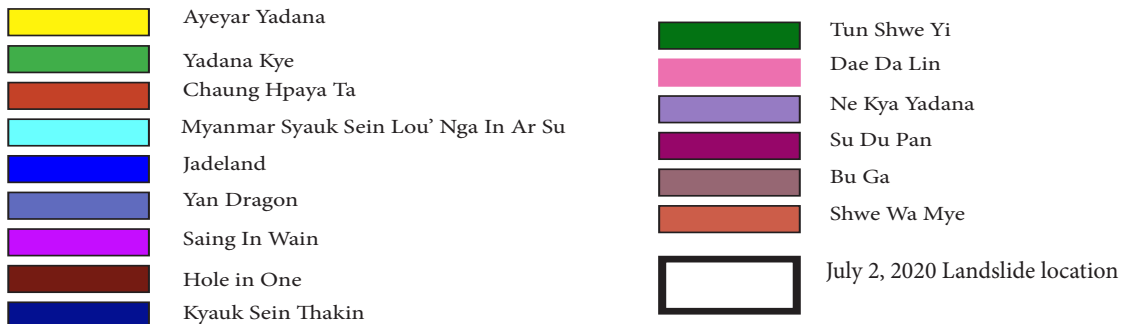 Ayeyar Yadana
Yadana Kye
Chaung Hpaya Ta
Myanmar Syauk Sein Lou’ Nga In Ar Su
Jadeland
Yan Dragon
Saing In Wain
Hole in One
Kyauk Sein Thakin
Tun Shwe Yi
Dae Da Lin
Ne Kya Yadana
Su Du Pan
Bu Ga
Shwe Wa Mye
July 2, 2020 Landslide location